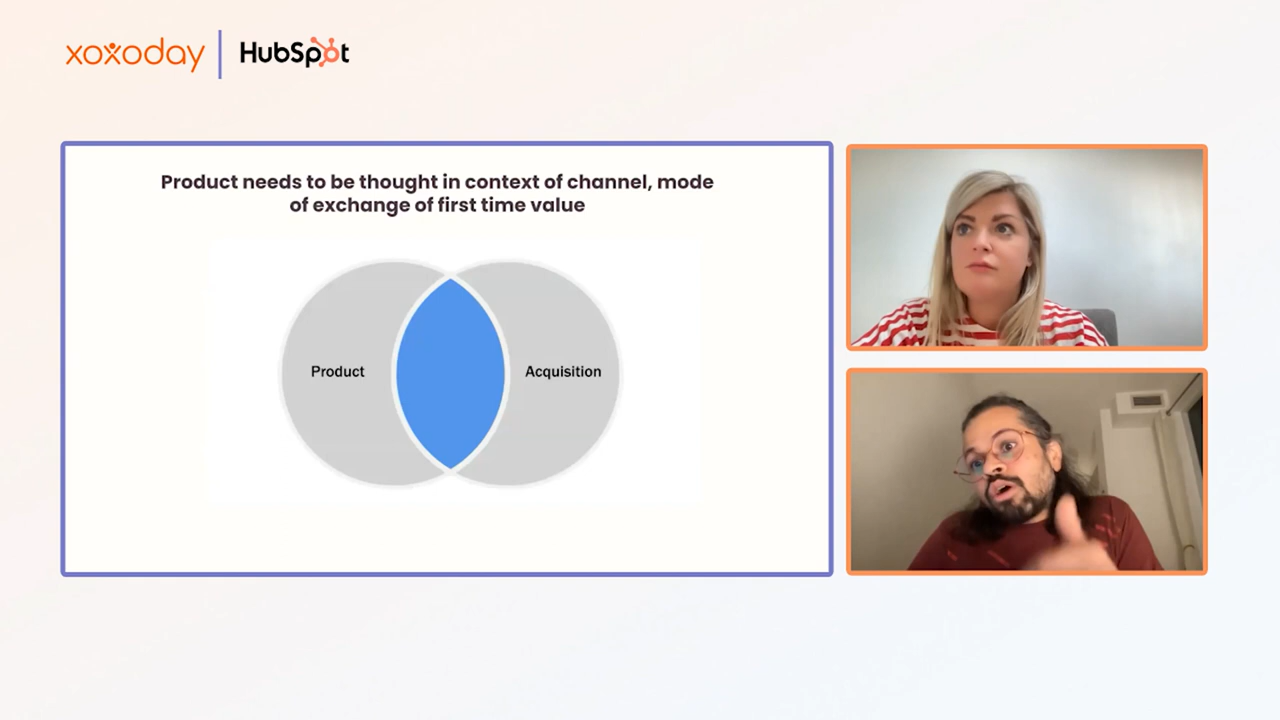 xoxoday | HubSpot
Product needs to be thought in context of channel, mode
of exchange of first time value
Product
Acquisition